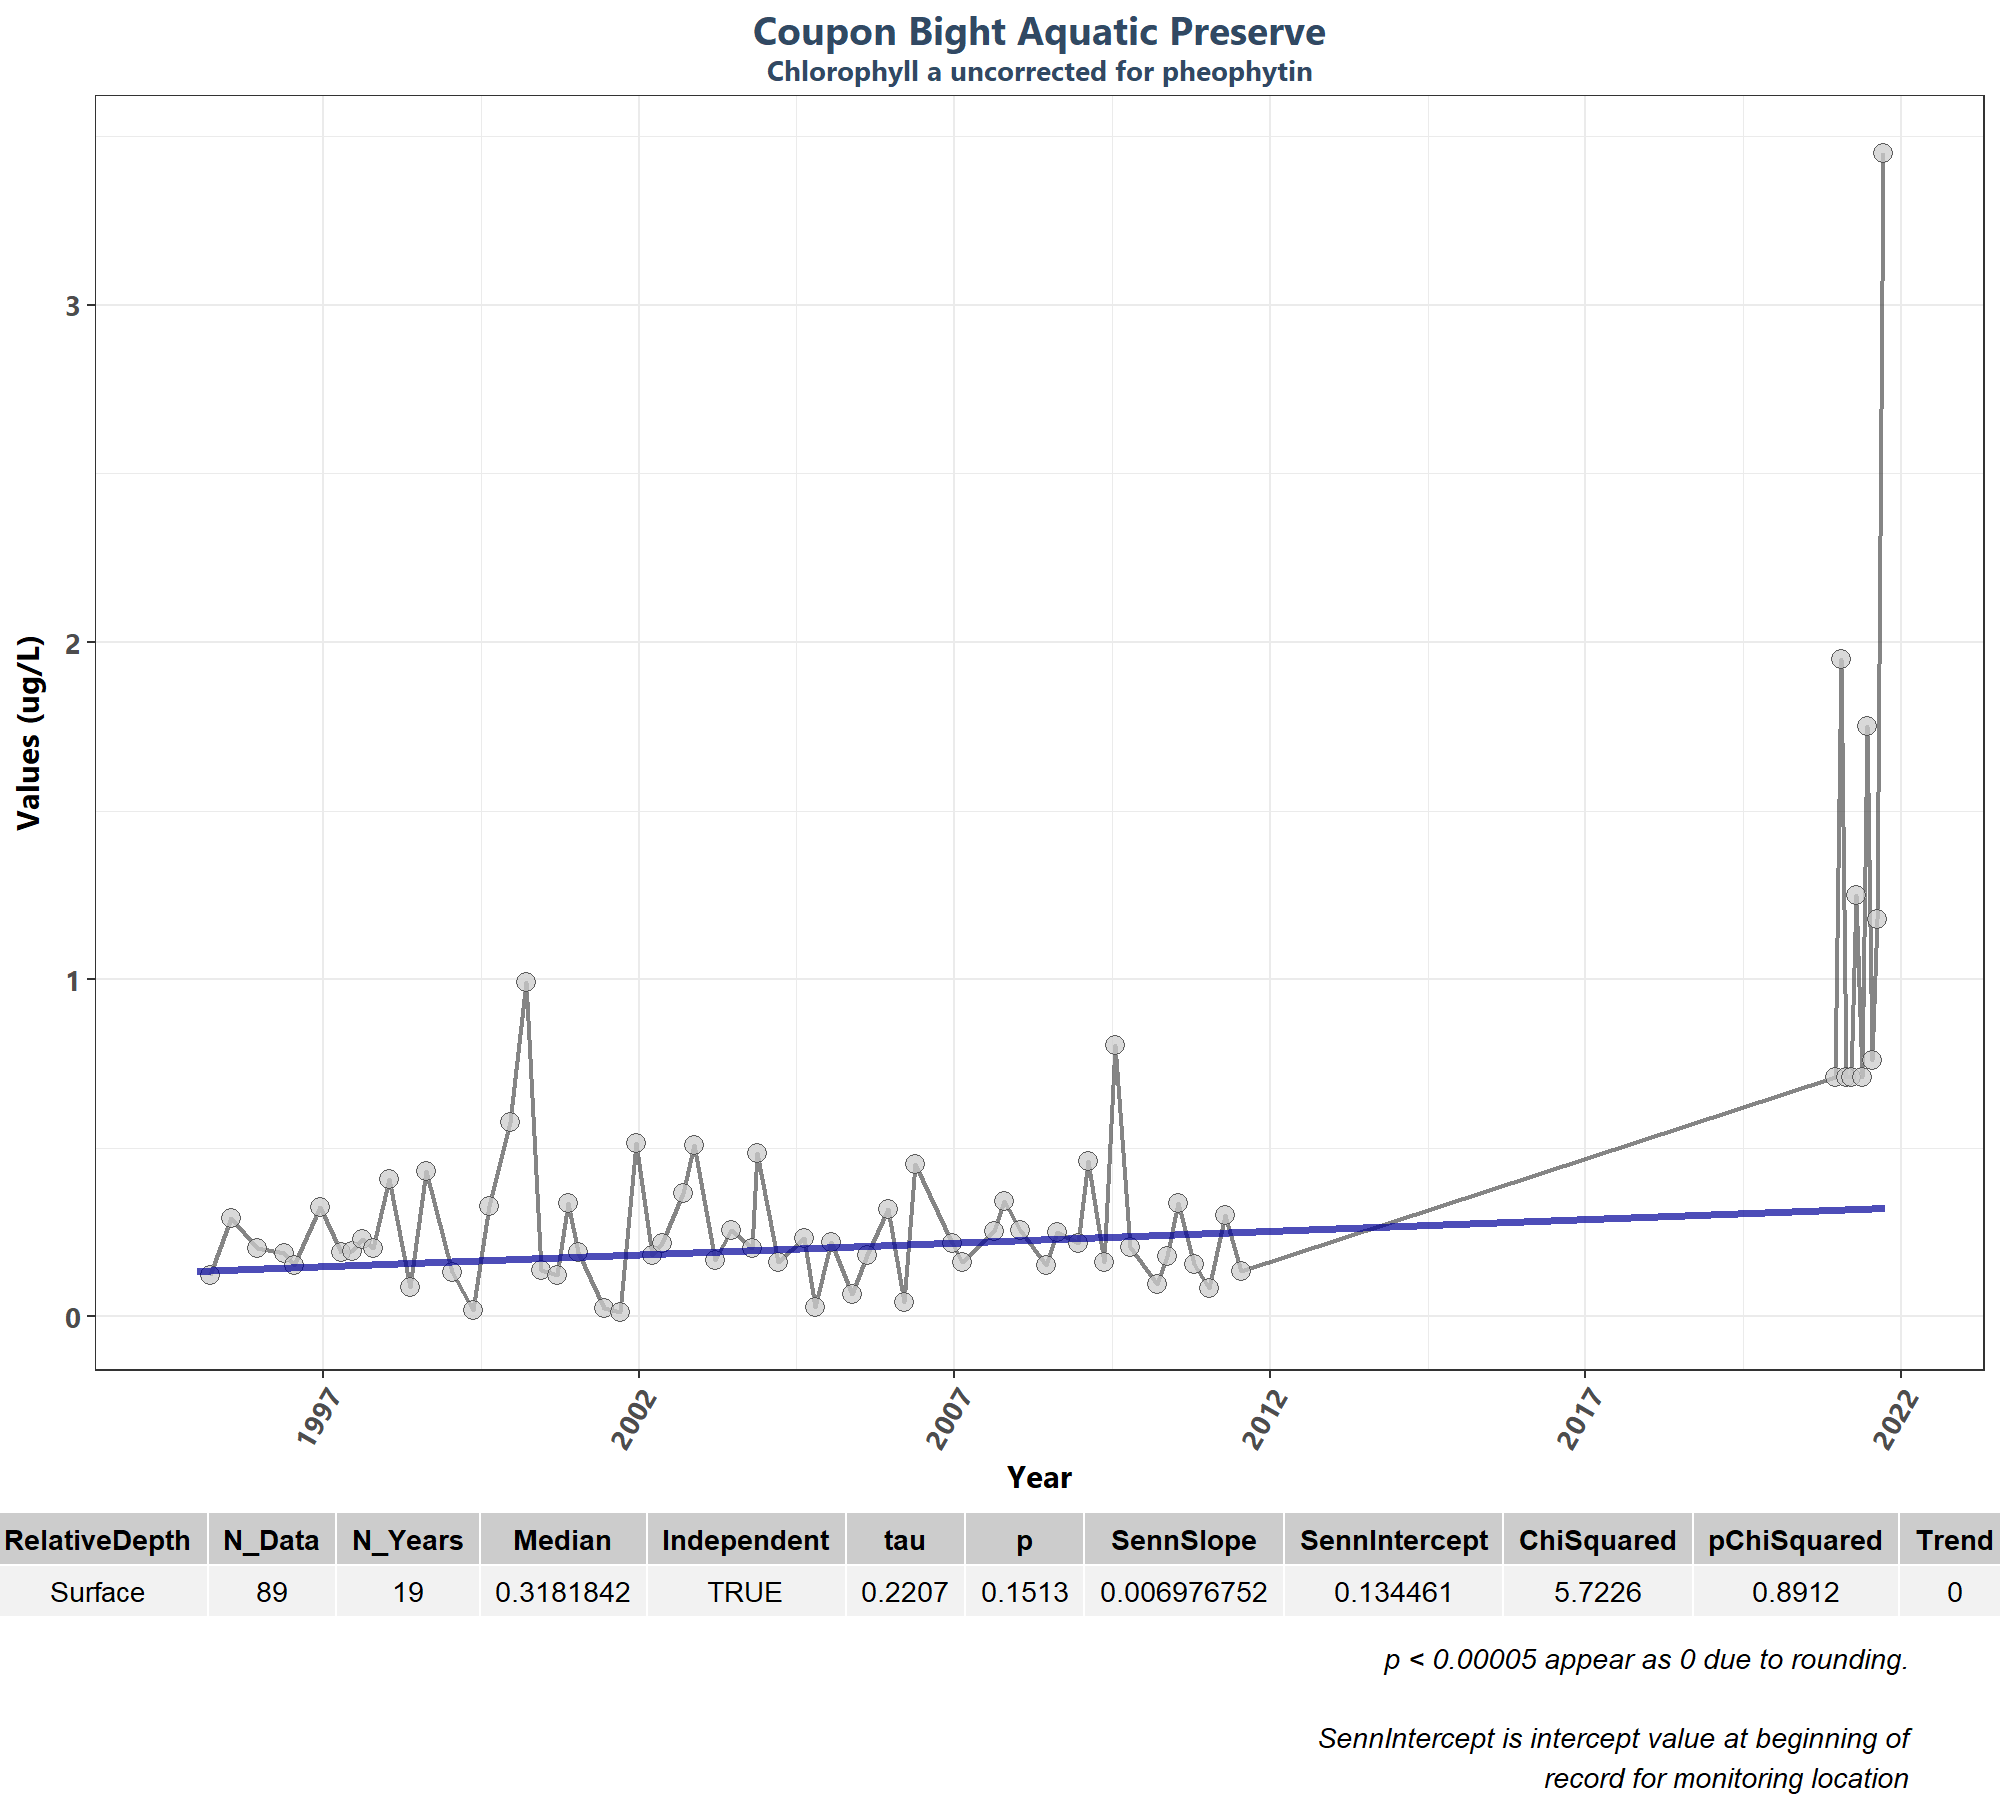 Coupon Bight Aquatic Preserve
Chlorophyll a uncorrected for pheophytin
Values (ug/L)
3
2
1
0
1997 2002 2007 2012 2017 2022
Year
RelativeDepth N_Data N_Years Median Independent tau p SennSlope SennIntercept ChiSquared pChiSquared Trend
Surface 89 19 0.3181842 TRUE 0.2207 0.1513 0.006976752 0.134461 5.7226 0.8912 0
p < 0.00005 appear as 0 due to rounding.
SennIntercept is intercept value at beginning of
record for monitoring location